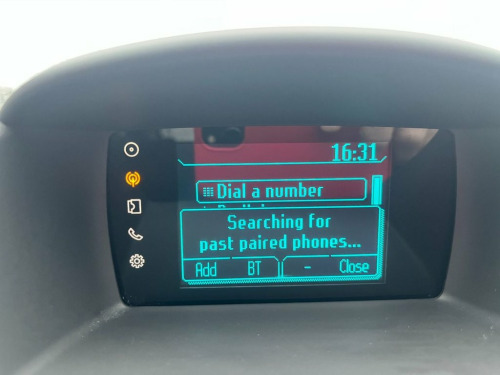 16:31
Dial a number
Searching for
past paired phones...
Add BT - Close